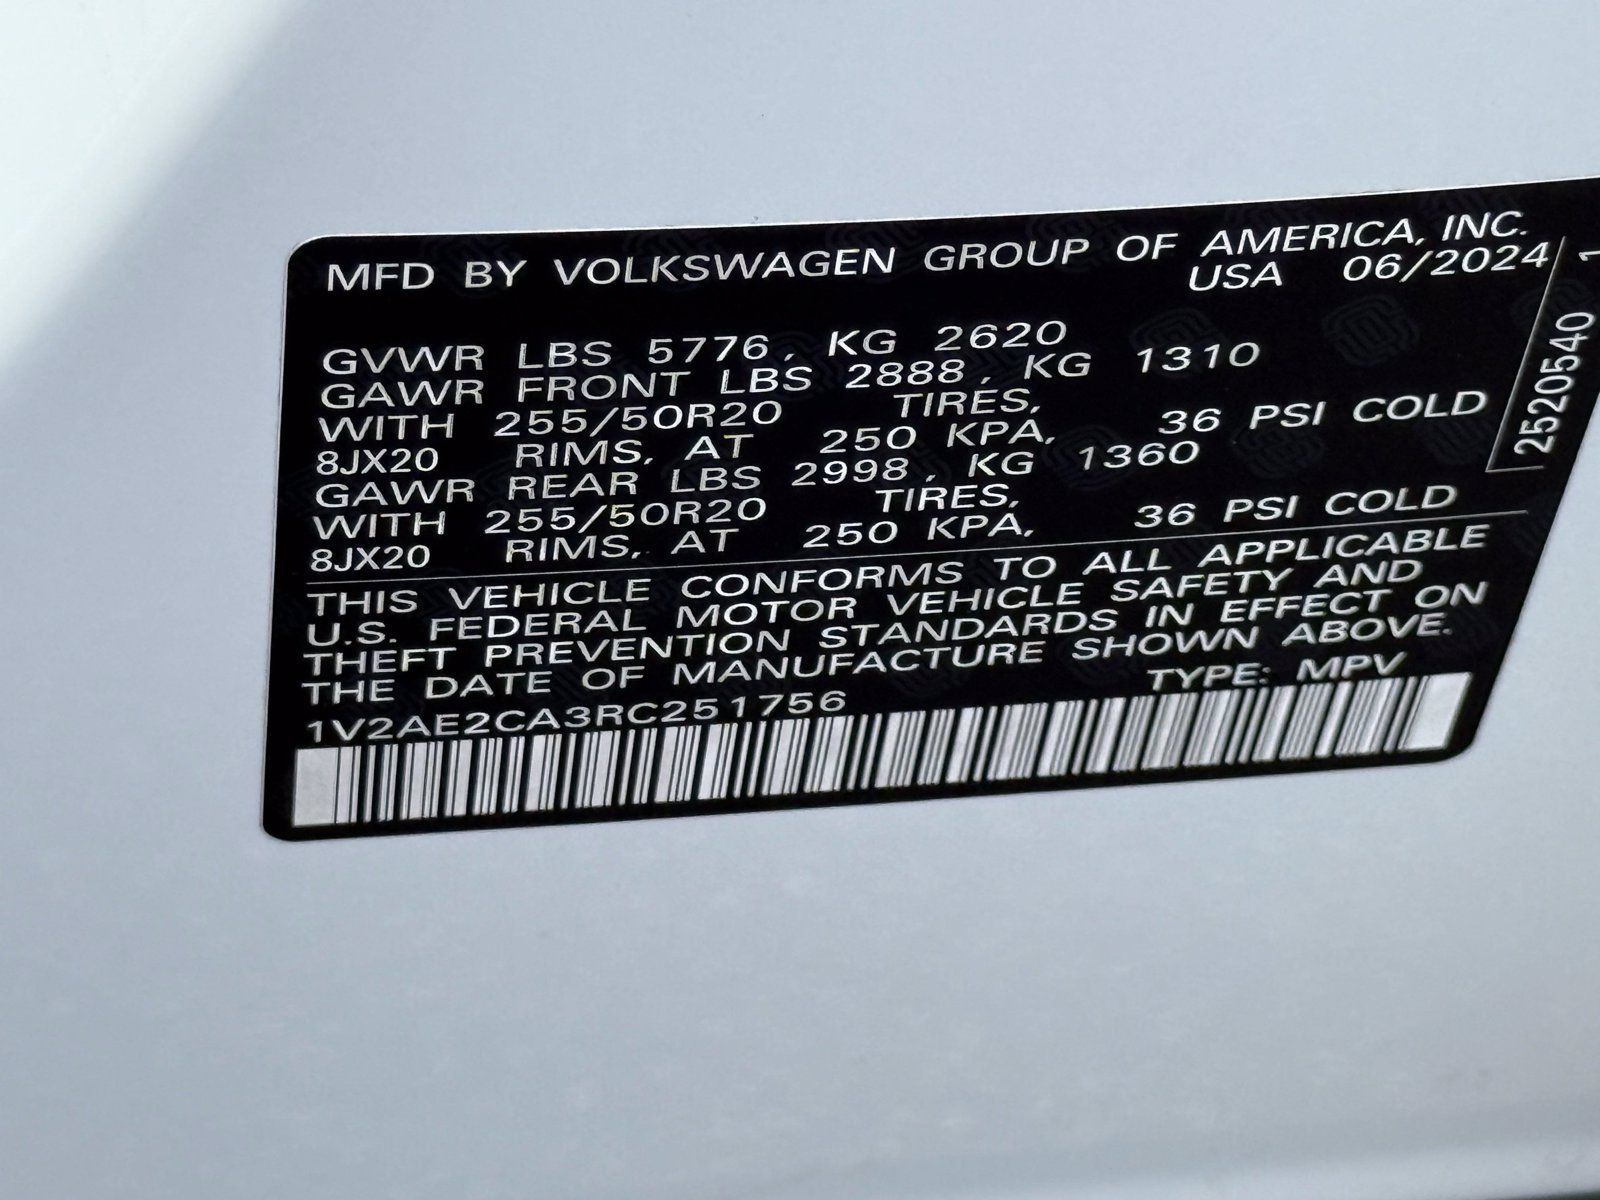 MFD BY VOLKSWAGEN GROUP OF AMERICA, INC.
USA 06/2024
GVWR LBS 5776, KG 2620
GAWR FRONT LBS 2888, KG 1310
WITH 255/50R20 TIRES,
8JX20 RIMS, AT 250 KPA, 36 PSI COLD
GAWR REAR LBS 2998, KG 1360
WITH 255/50R20 TIRES,
8JX20 RIMS, AT 250 KPA, 36 PSI COLD
THIS VEHICLE CONFORMS TO ALL APPLICABLE
U.S. FEDERAL MOTOR VEHICLE SAFETY AND
THEFT PREVENTION STANDARDS IN EFFECT ON
THE DATE OF MANUFACTURE SHOWN ABOVE.
1V2AE2CA3RC251756 TYPE: MPV
2520540